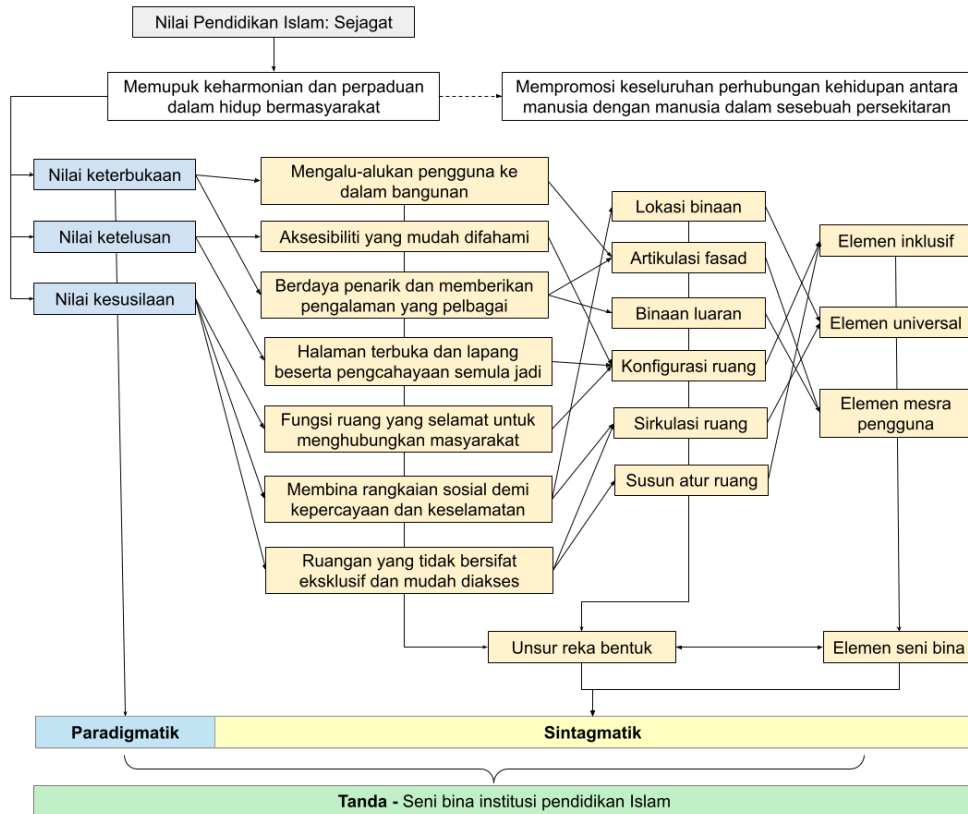 Nilai Pendidikan Islam: Sejagat
Memupuk keharmonian dan perpaduan
dalam hidup bermasyarakat
Mempromosi keseluruhan perhubungan kehidupan antara
manusia dengan manusia dalam sesebuah persekitaran
Nilai keterbukaan
Nilai ketelusan
Nilai kesusilaan
Mengalu-alukan pengguna ke
dalam bangunan
Aksesibiliti yang mudah difahami
Berdaya penarik dan memberikan
pengalaman yang pelbagai
Halaman terbuka dan lapang
beserta pengcahayaan semula jadi
Fungsi ruang yang selamat untuk
menghubungkan masyarakat
Membina rangkaian sosial demi
kepercayaan dan keselamatan
Ruangan yang tidak bersifat
eksklusif dan mudah diakses
Lokasi binaan
Artikulasi fasad
Binaan luaran
Konfigurasi ruang
Sirkulasi ruang
Susun atur ruang
Elemen inklusif
Elemen universal
Elemen mesra
pengguna
Unsur reka bentuk
Elemen seni bina
Paradigmatik
Sintagmatik
Tanda - Seni bina institusi pendidikan Islam